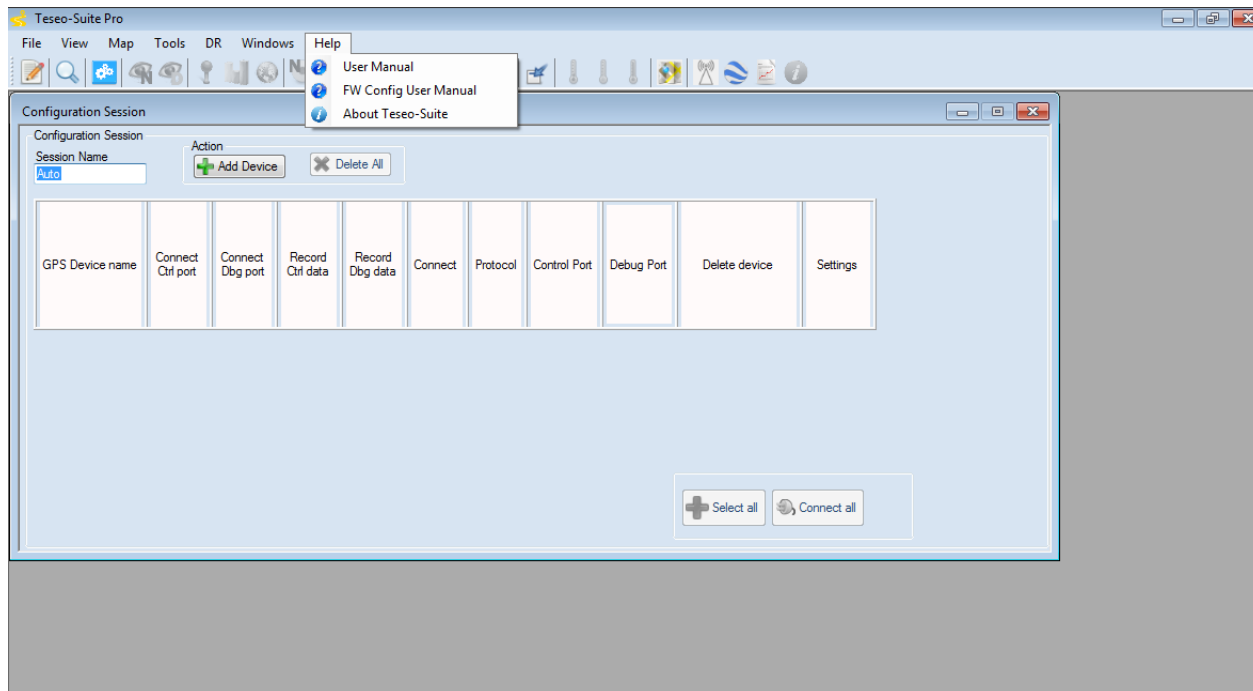 Teseo-Suite Pro
File View Map Tools DR Windows Help
User Manual
FW Config User Manual
About Teseo-Suite
Configuration Session
Configuration Session
Session Name
Auto
Action
Add Device
Delete All
GPS Device name
Connect
Ctrl port
Connect
Dbg port
Record
Ctrl data
Record
Dbg data
Connect
Protocol
Control Port
Debug Port
Delete device
Settings
Select all
Connect all